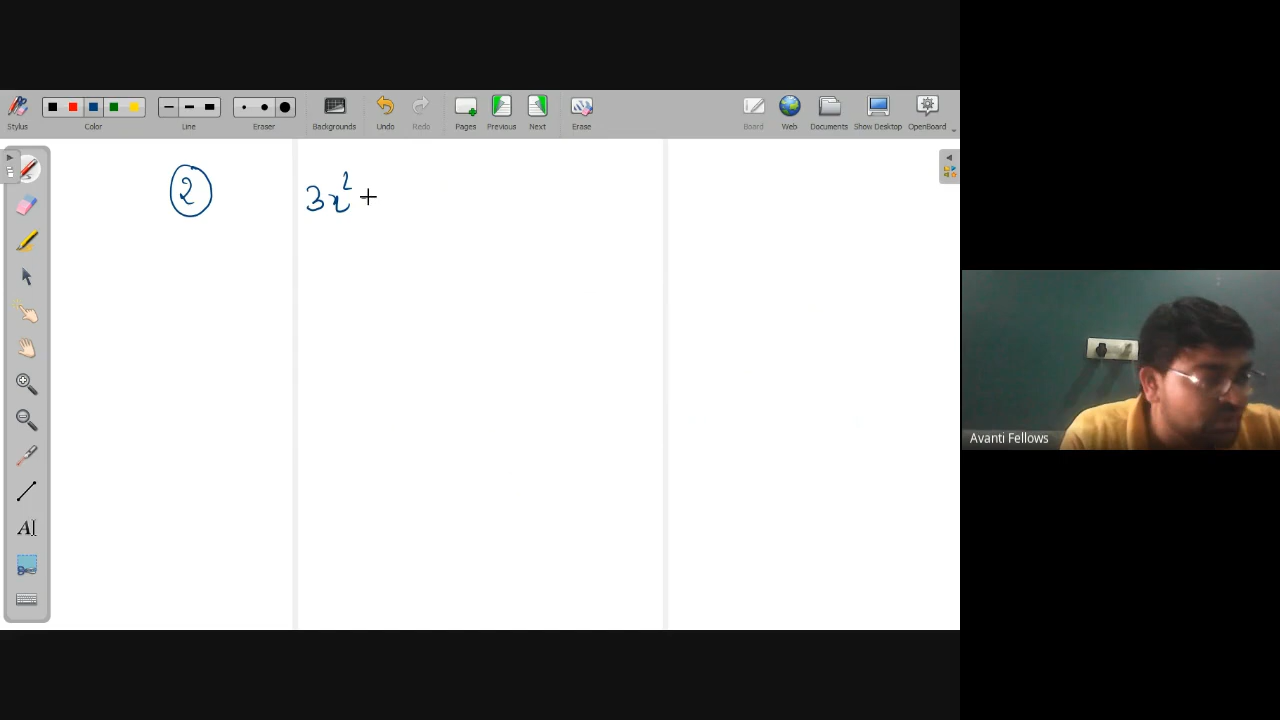 Stylus Color Line Eraser Backgrounds Undo Redo Pages Previous Next Erase Board Web Documents Show Desktop OpenBoard
② 3x² +
A
Avanti Fellows